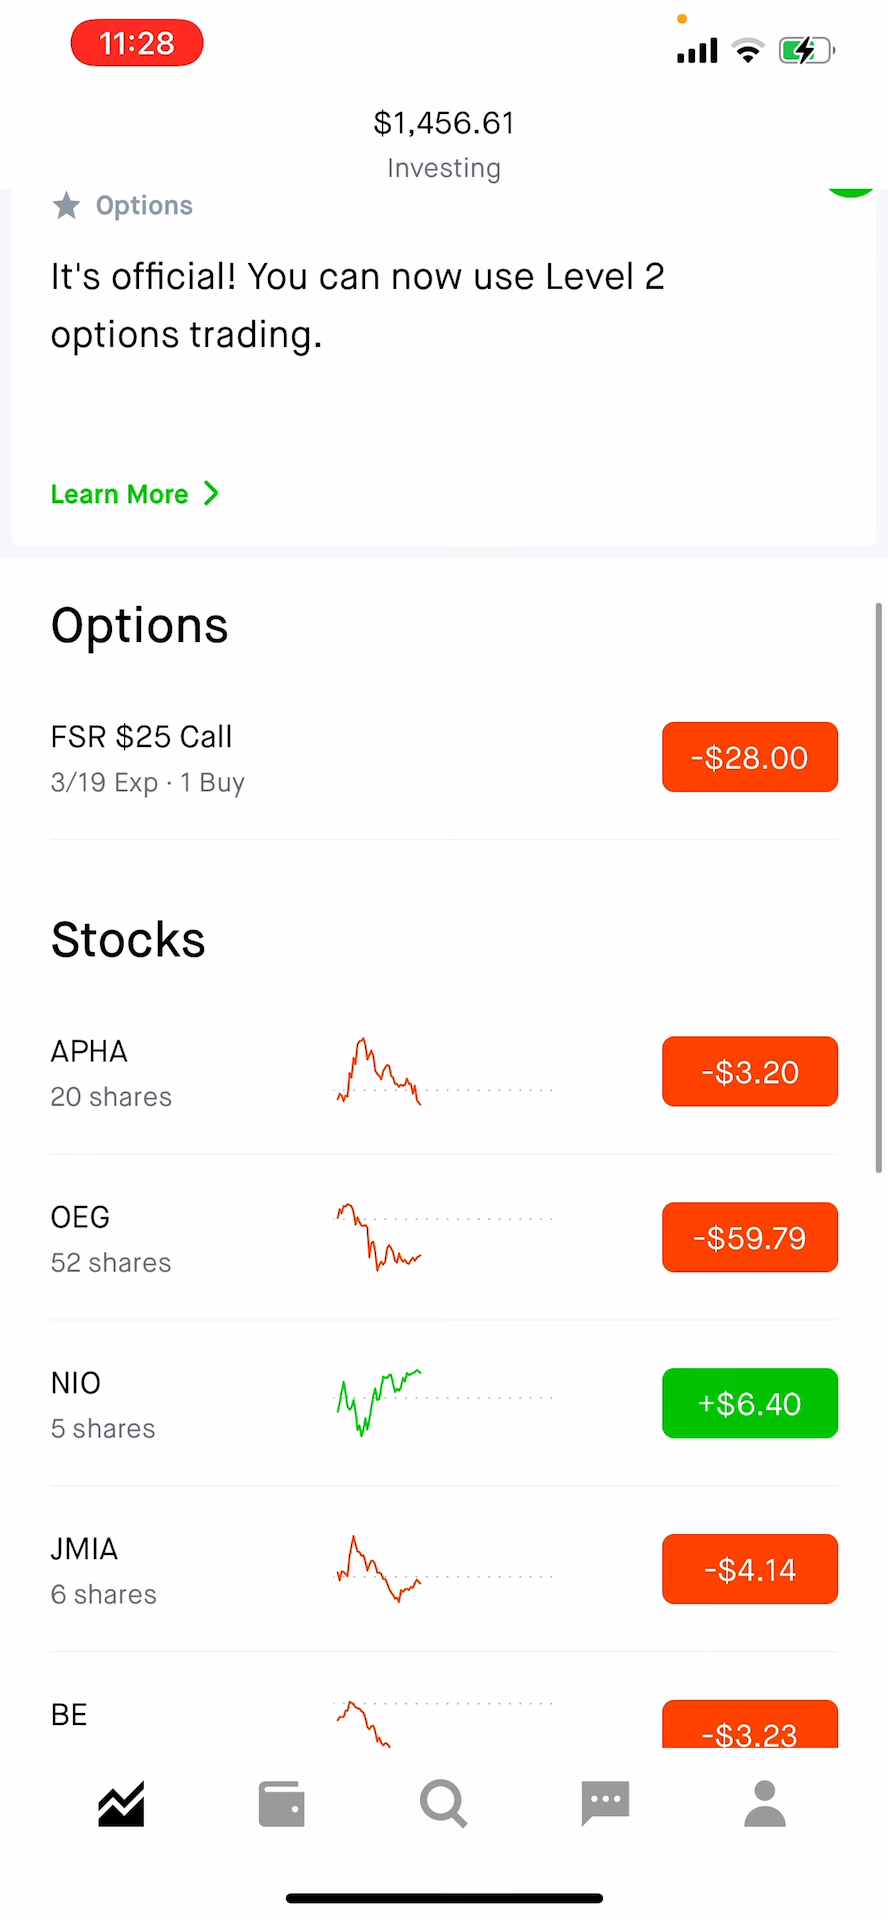 11:28
$1,456.61
Investing
Options
It's official! You can now use Level 2
options trading.
Learn More
Options
FSR $25 Call
-$28.00
3/19 Exp · 1 Buy
Stocks
APHA
-$3.20
20 shares
OEG
-$59.79
52 shares
NIO
+$6.40
5 shares
JMIA
-$4.14
6 shares
BE
-$3.23